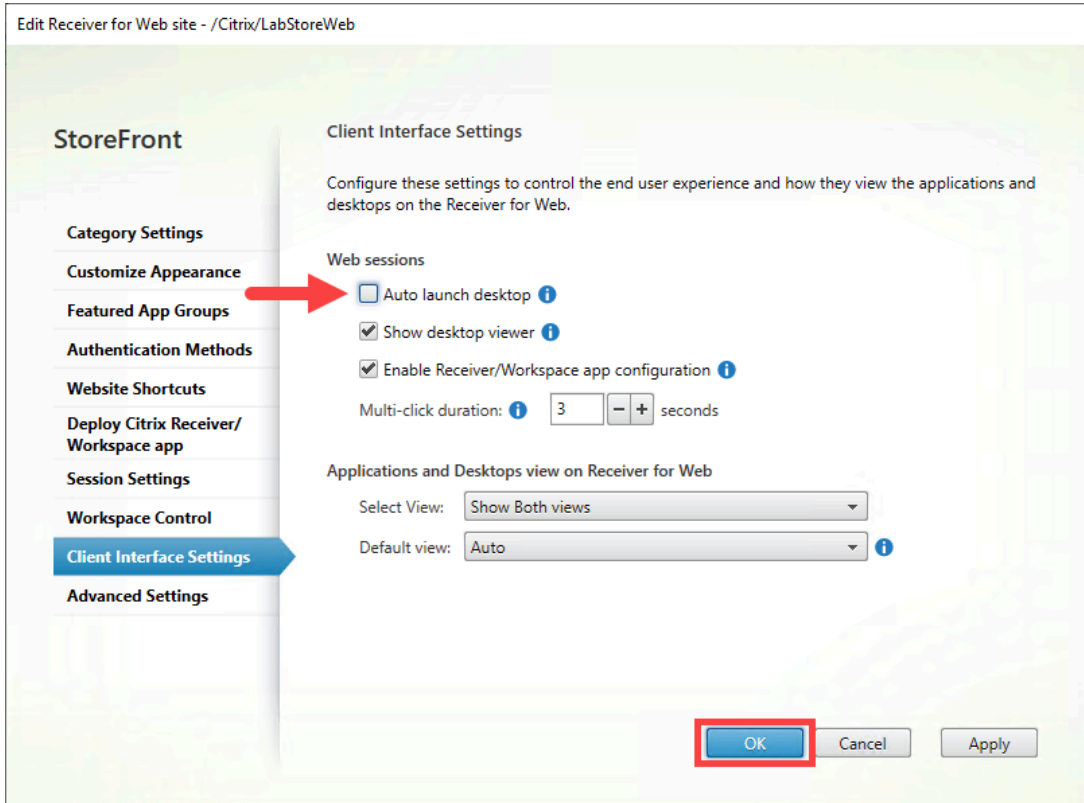 Edit Receiver for Web site - /Citrix/LabStoreWeb
StoreFront
Category Settings
Customize Appearance
Featured App Groups
Authentication Methods
Website Shortcuts
Deploy Citrix Receiver/
Workspace app
Session Settings
Workspace Control
Client Interface Settings
Advanced Settings
Client Interface Settings
Configure these settings to control the end user experience and how they view the applications and
desktops on the Receiver for Web.
Web sessions
Auto launch desktop i
Show desktop viewer i
Enable Receiver/Workspace app configuration i
Multi-click duration: i 3 − + seconds
Applications and Desktops view on Receiver for Web
Select View: Show Both views
Default view: Auto i
OK Cancel Apply